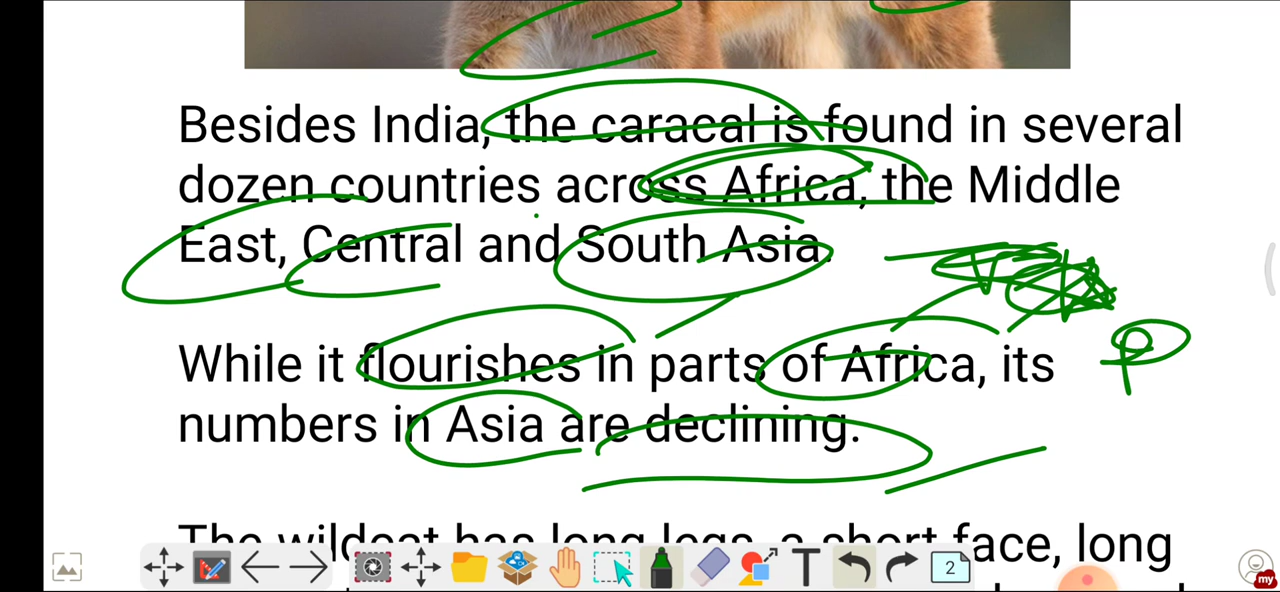 Besides India, the caracal is found in several
dozen countries across Africa, the Middle
East, Central and South Asia.
While it flourishes in parts of Africa, its
numbers in Asia are declining.
The wildcat has long legs, a short face, long
P
T
2
my